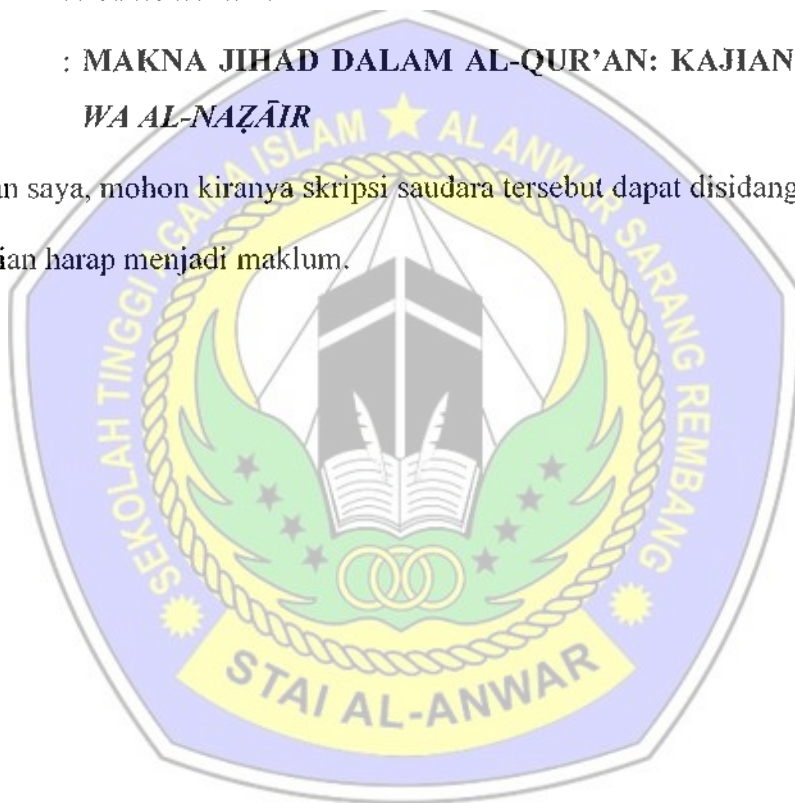 : MAKNA JIHAD DALAM AL-QUR’AN: KAJIAN
WA AL-NAẒĀIR
an saya, mohon kiranya skripsi saudara tersebut dapat disidang
ian harap menjadi maklum.
SEKOLAH TINGGI AGAMA ISLAM AL ANWAR SARANG REMBANG
STAI AL-ANWAR